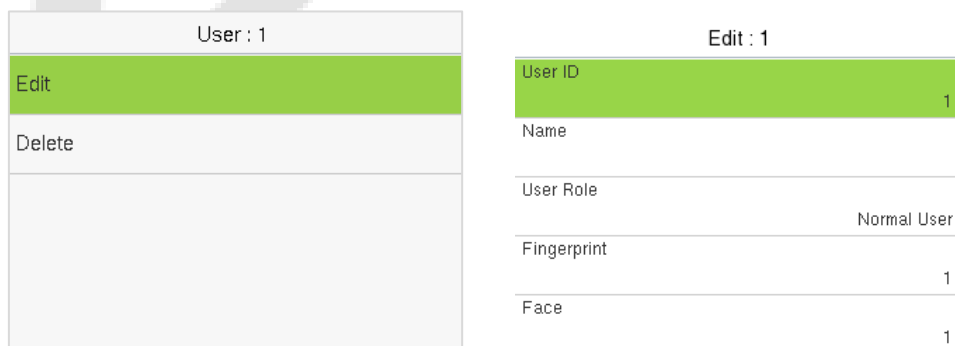 User : 1
Edit
Delete
Edit : 1
User ID
1
Name
User Role
Normal User
Fingerprint
1
Face
1